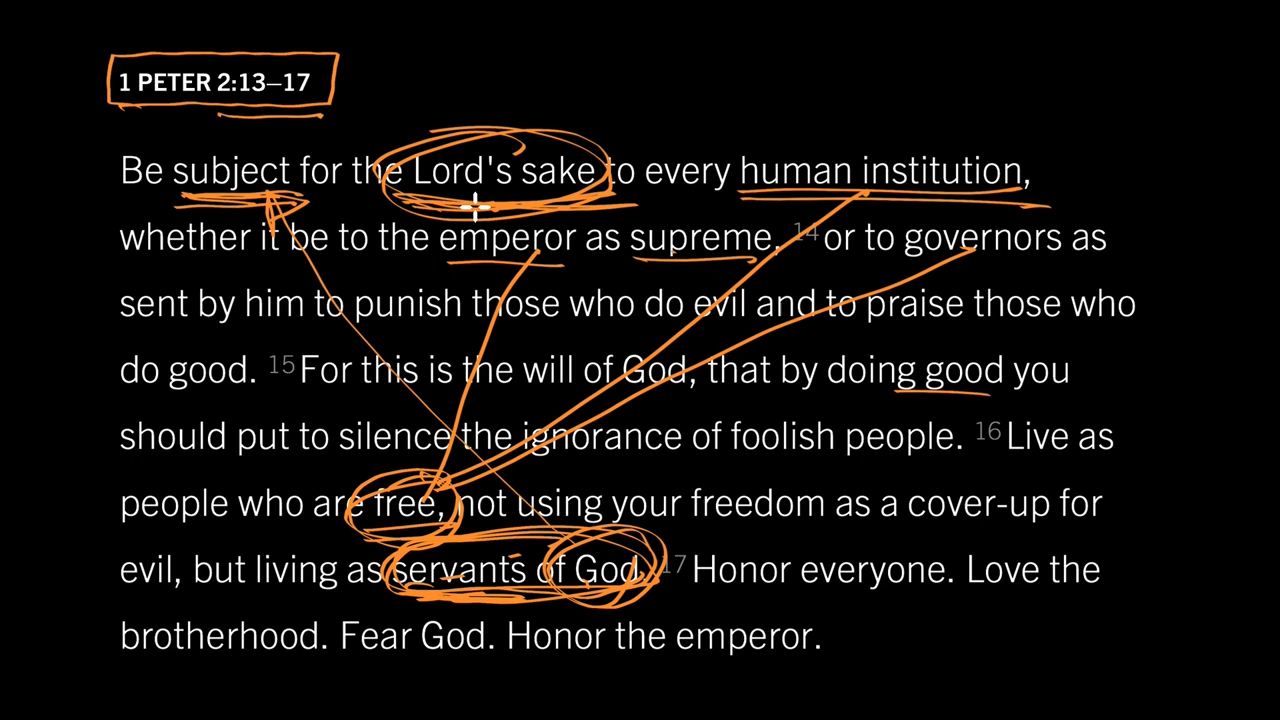 1 PETER 2:13–17
Be subject for the Lord's sake to every human institution,
whether it be to the emperor as supreme, 14 or to governors as
sent by him to punish those who do evil and to praise those who
do good. 15 For this is the will of God, that by doing good you
should put to silence the ignorance of foolish people. 16 Live as
people who are free, not using your freedom as a cover-up for
evil, but living as servants of God. 17 Honor everyone. Love the
brotherhood. Fear God. Honor the emperor.